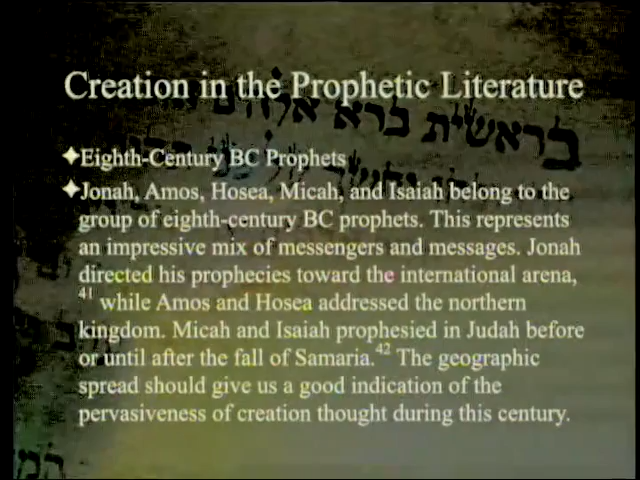 Creation in the Prophetic Literature
בראשית ברא אלהים
✦Eighth-Century BC Prophets
✦Jonah, Amos, Hosea, Micah, and Isaiah belong to the
group of eighth-century BC prophets. This represents
an impressive mix of messengers and messages. Jonah
directed his prophecies toward the international arena,
41 while Amos and Hosea addressed the northern
kingdom. Micah and Isaiah prophesied in Judah before
or until after the fall of Samaria.42 The geographic
spread should give us a good indication of the
pervasiveness of creation thought during this century.